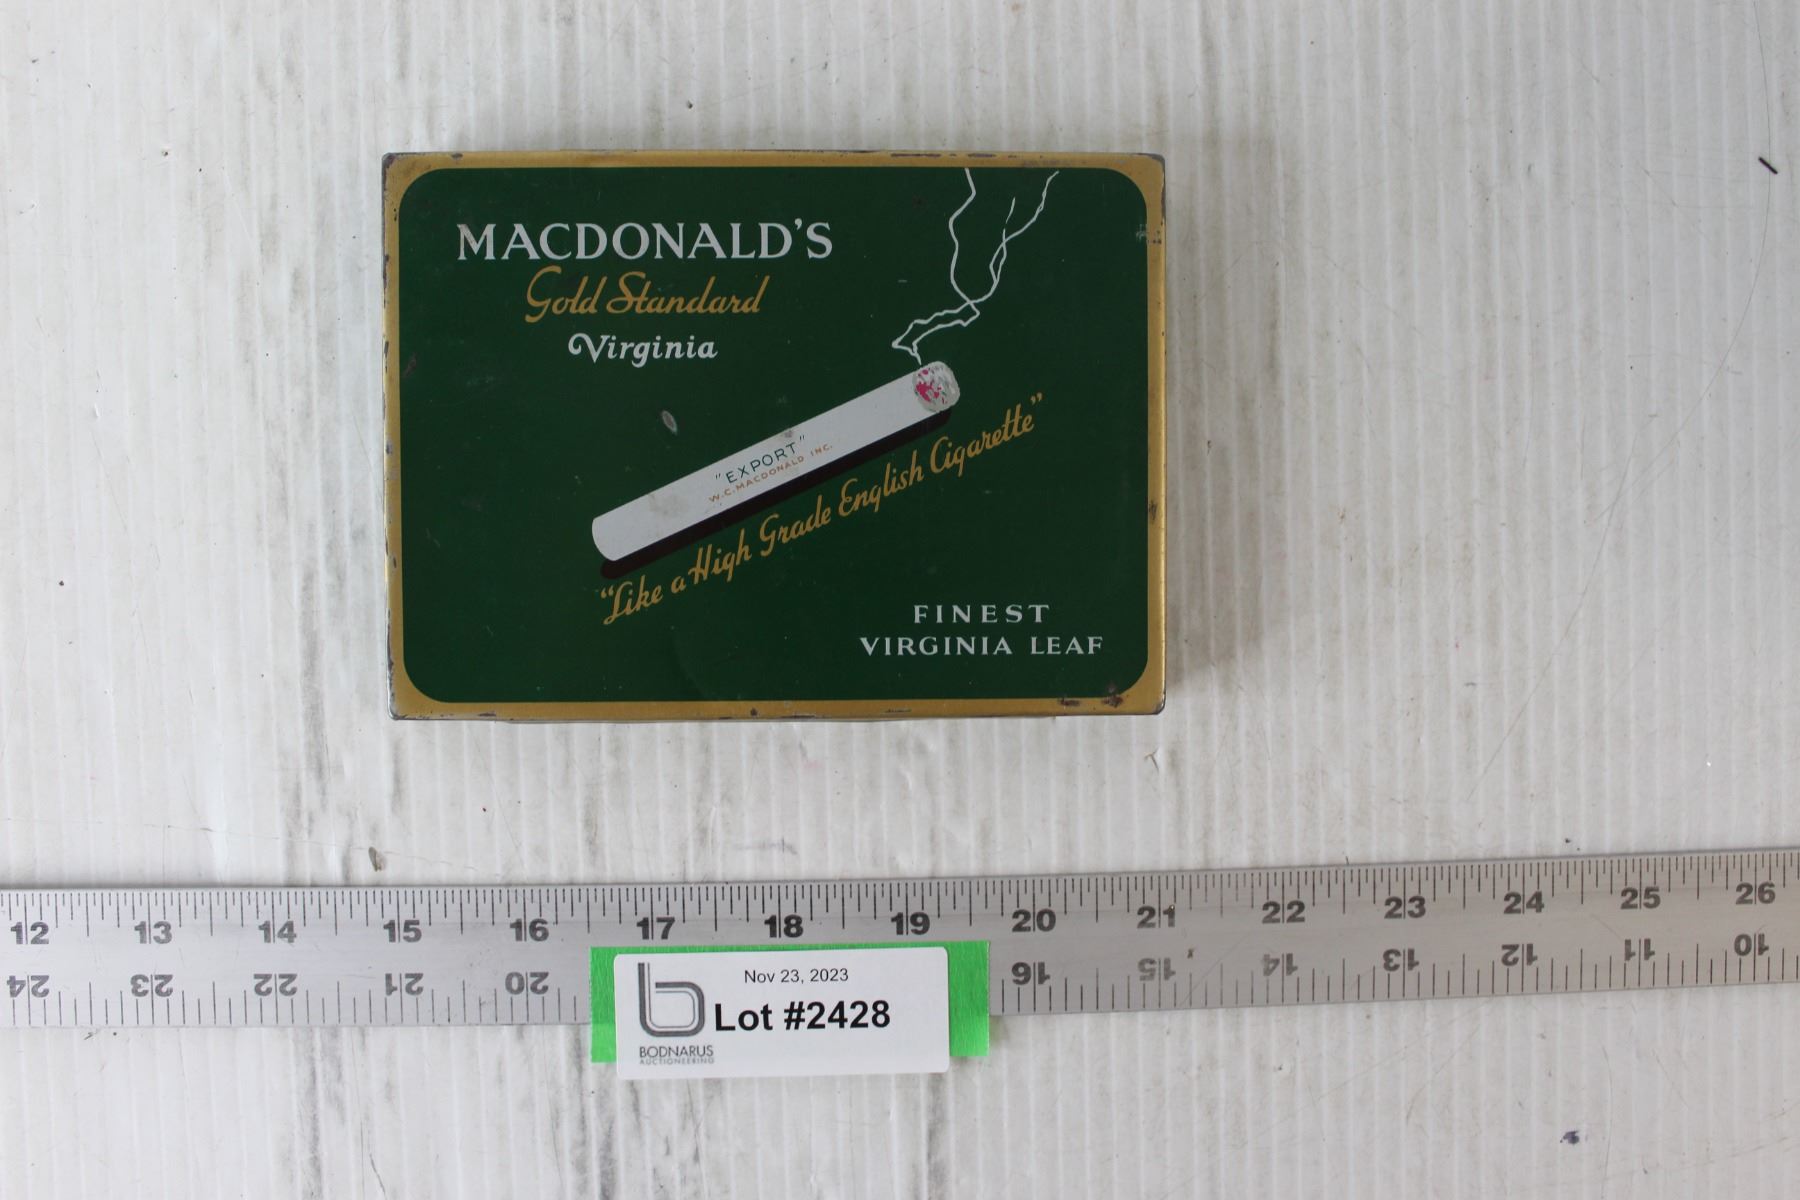 MACDONALD'S
Gold Standard
Virginia
"EXPORT"
W.C. MACDONALD INC.
"Like a High Grade English Cigarette"
FINEST
VIRGINIA LEAF
12 13 14 15 16 17 18 19 20 21 22 23 24 25 26
24 23 22 21 20 16 15 14 13 12 11 10
Nov 23, 2023
Lot #2428
BODNARUS
AUCTIONEERING